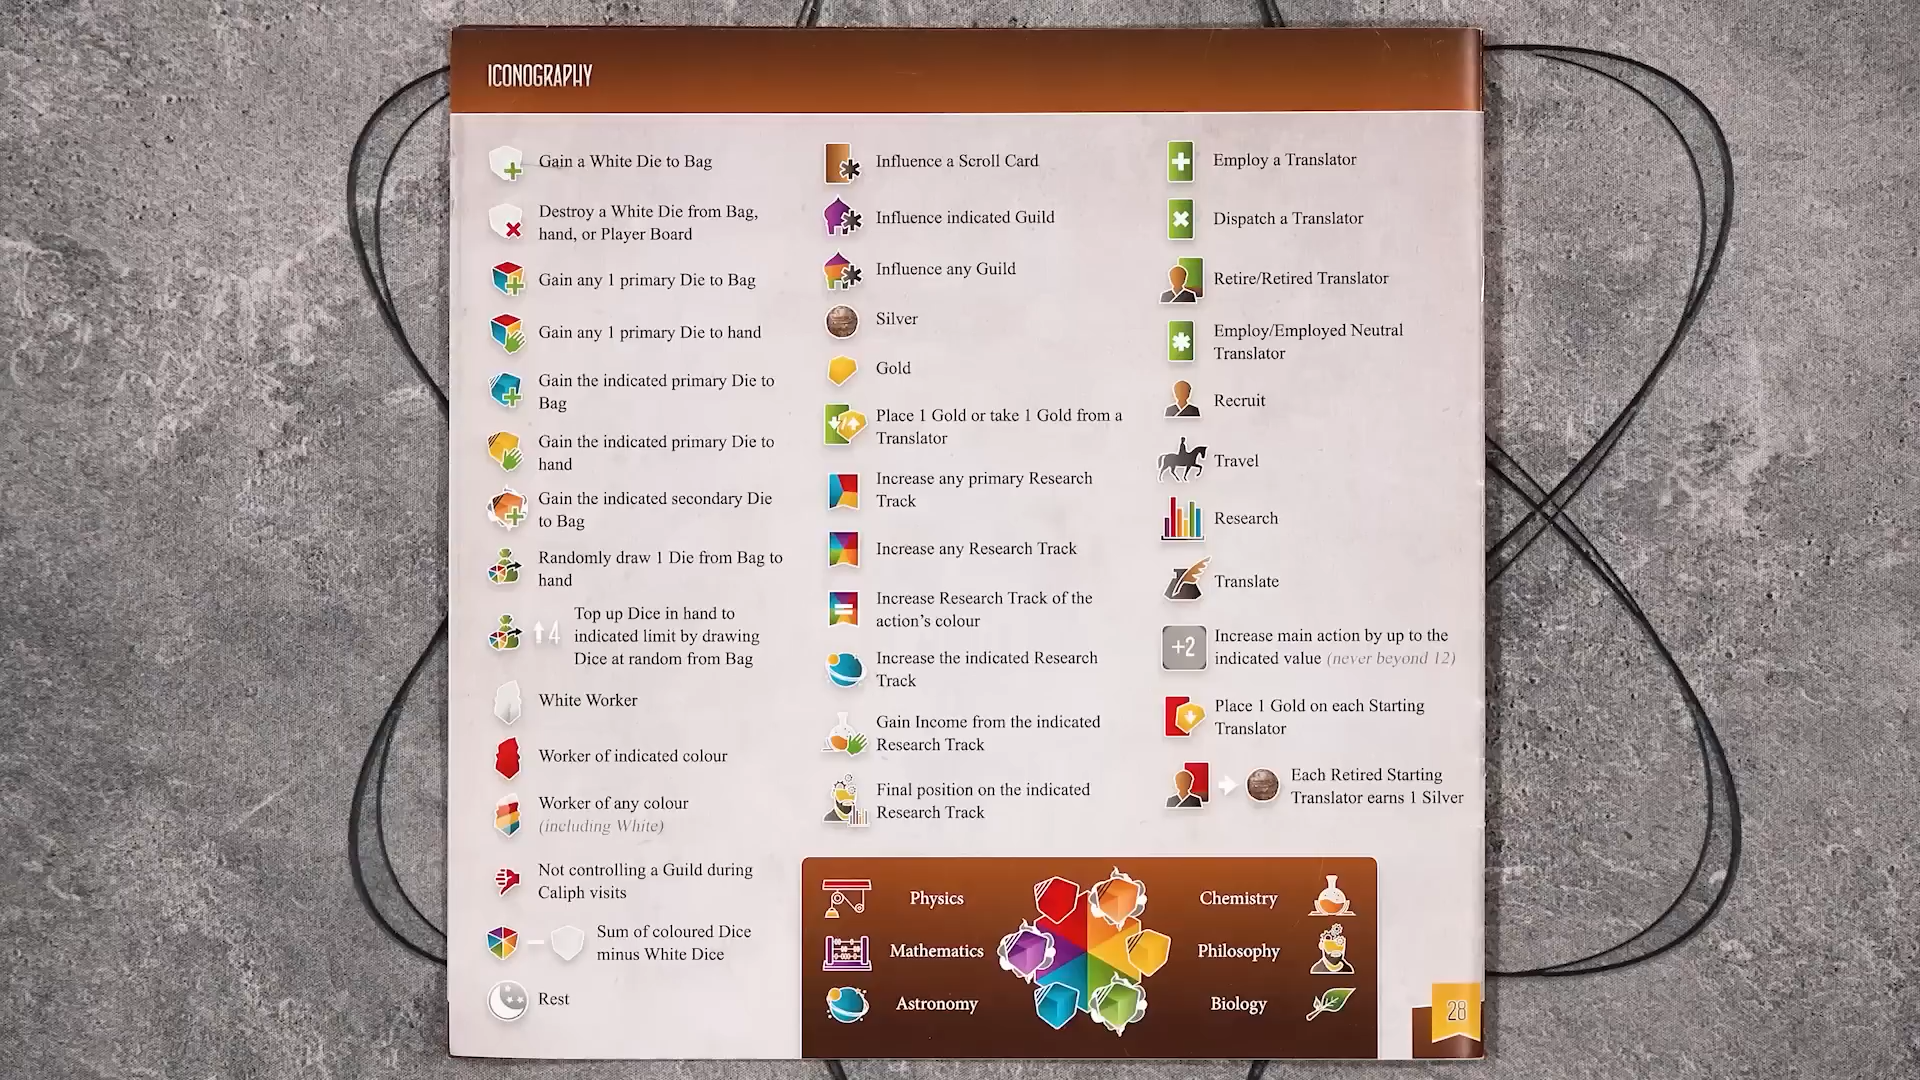 ICONOGRAPHY
Gain a White Die to Bag
Destroy a White Die from Bag,
hand, or Player Board
Gain any 1 primary Die to Bag
Gain any 1 primary Die to hand
Gain the indicated primary Die to
Bag
Gain the indicated primary Die to
hand
Gain the indicated secondary Die
to Bag
Randomly draw 1 Die from Bag to
hand
4
Top up Dice in hand to
indicated limit by drawing
Dice at random from Bag
White Worker
Worker of indicated colour
Worker of any colour
(including White)
Not controlling a Guild during
Caliph visits
Sum of coloured Dice
minus White Dice
Rest
Influence a Scroll Card
Influence indicated Guild
Influence any Guild
Silver
Gold
Place 1 Gold or take 1 Gold from a
Translator
Increase any primary Research
Track
Increase any Research Track
Increase Research Track of the
action's colour
Increase the indicated Research
Track
Gain Income from the indicated
Research Track
Final position on the indicated
Research Track
Employ a Translator
Dispatch a Translator
Retire/Retired Translator
Employ/Employed Neutral
Translator
Recruit
Travel
Research
Translate
+2
Increase main action by up to the
indicated value (never beyond 12)
Place 1 Gold on each Starting
Translator
Each Retired Starting
Translator earns 1 Silver
Physics
Mathematics
Astronomy
Chemistry
Philosophy
Biology
28